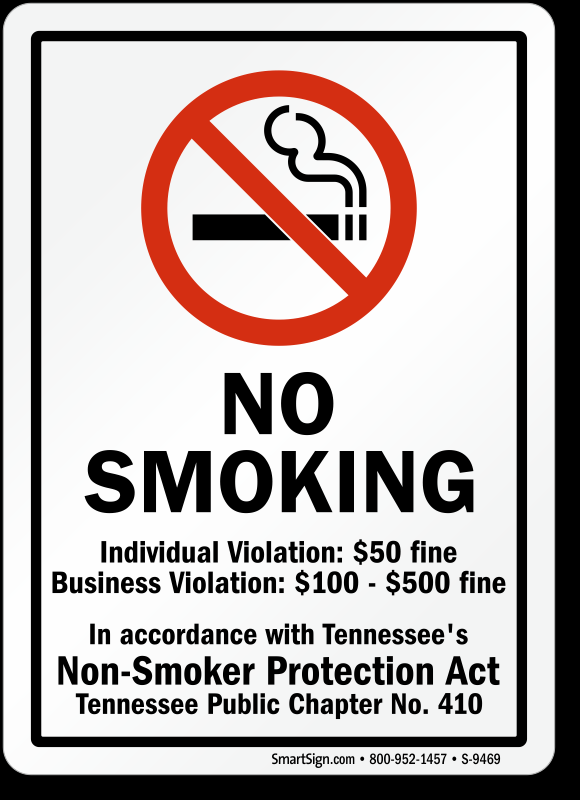 NO
SMOKING
Individual Violation: $50 fine
Business Violation: $100 - $500 fine
In accordance with Tennessee's
Non-Smoker Protection Act
Tennessee Public Chapter No. 410
SmartSign.com • 800-952-1457 • S-9469